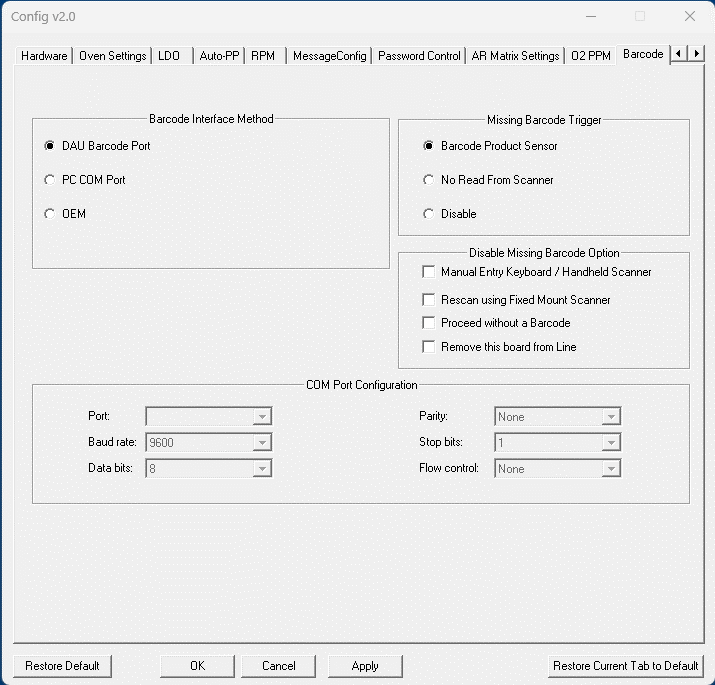 Config v2.0
Hardware Oven Settings LDO Auto-PP RPM MessageConfig Password Control AR Matrix Settings O2 PPM Barcode
Barcode Interface Method
DAU Barcode Port
PC COM Port
OEM
Missing Barcode Trigger
Barcode Product Sensor
No Read From Scanner
Disable
Disable Missing Barcode Option
Manual Entry Keyboard / Handheld Scanner
Rescan using Fixed Mount Scanner
Proceed without a Barcode
Remove this board from Line
COM Port Configuration
Port:
Baud rate: 9600
Data bits: 8
Parity: None
Stop bits: 1
Flow control: None
Restore Default OK Cancel Apply Restore Current Tab to Default